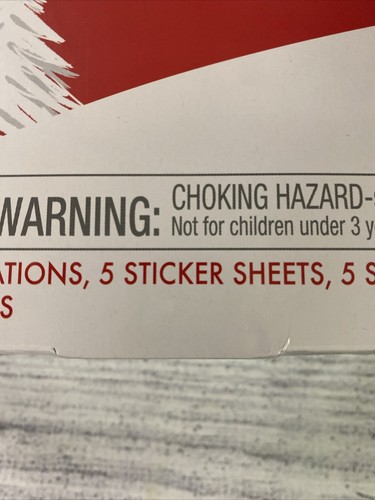 WARNING:
CHOKING HAZARD-
Not for children under 3 y
ATIONS, 5 STICKER SHEETS, 5 S
S